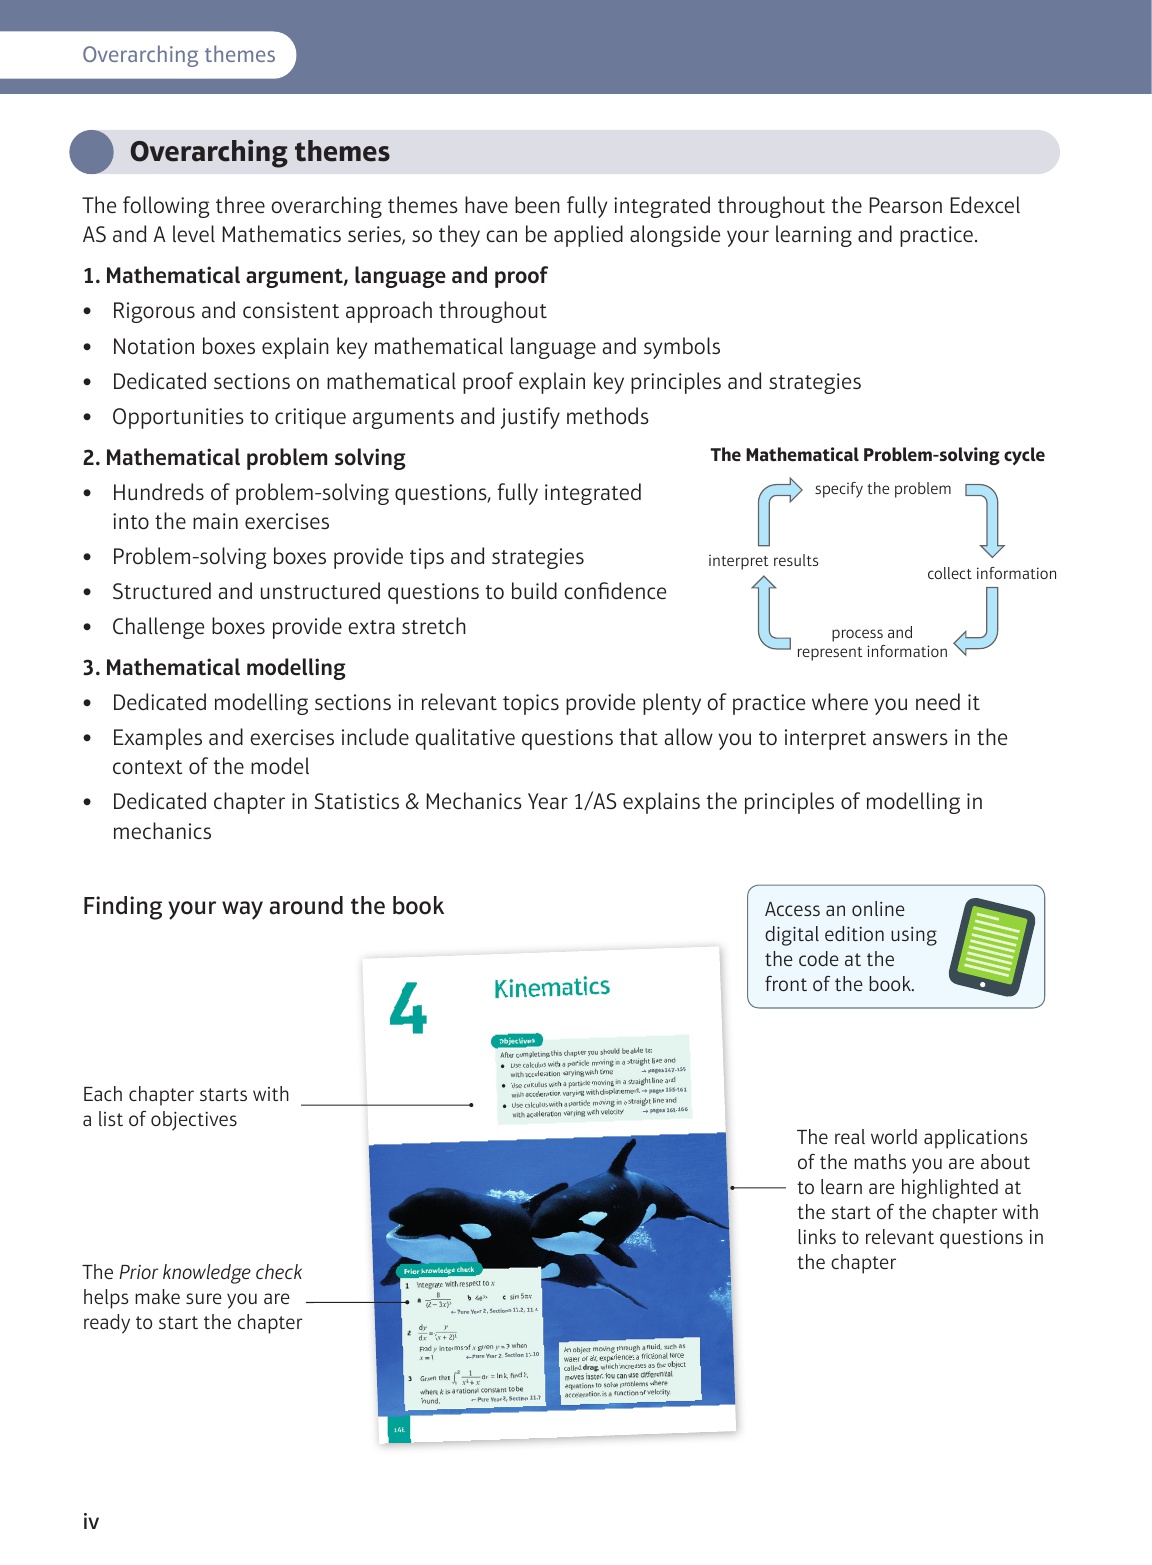 Overarching themes
Overarching themes
The following three overarching themes have been fully integrated throughout the Pearson Edexcel
AS and A level Mathematics series, so they can be applied alongside your learning and practice.
1. Mathematical argument, language and proof
• Rigorous and consistent approach throughout
• Notation boxes explain key mathematical language and symbols
• Dedicated sections on mathematical proof explain key principles and strategies
• Opportunities to critique arguments and justify methods
2. Mathematical problem solving
• Hundreds of problem-solving questions, fully integrated
into the main exercises
• Problem-solving boxes provide tips and strategies
• Structured and unstructured questions to build confidence
• Challenge boxes provide extra stretch
The Mathematical Problem-solving cycle
specify the problem
interpret results
collect information
process and
represent information
3. Mathematical modelling
• Dedicated modelling sections in relevant topics provide plenty of practice where you need it
• Examples and exercises include qualitative questions that allow you to interpret answers in the
context of the model
• Dedicated chapter in Statistics & Mechanics Year 1/AS explains the principles of modelling in
mechanics
Finding your way around the book
Access an online
digital edition using
the code at the
front of the book.
4
Kinematics
Objectives
After completing this chapter you should be able to:
• Use calculus with a particle moving in a straight line and
with acceleration varying with time → pages 147-155
• Use calculus with a particle moving in a straight line and
with acceleration varying with displacement → pages 155-161
• Use calculus with a particle moving in a straight line and
with acceleration varying with velocity → pages 161-166
Each chapter starts with
a list of objectives
The real world applications
of the maths you are about
to learn are highlighted at
the start of the chapter with
links to relevant questions in
the chapter
The Prior knowledge check
helps make sure you are
ready to start the chapter
Prior knowledge check
1 Integrate with respect to x
a 8/(2 − 3x)³ b 4e²ˣ c sin 5πx
← Pure Year 2, Sections 11.2, 11.
2 dy/dx = y/(x + 2)²
Find y in terms of x given y = 3 when
x = 1 ← Pure Year 2, Section 11.10
3 Given that ∫ 1/(x² + x) dx = ln k, find k,
where k is a rational constant to be
found. ← Pure Year 2, Section 11.7
An object moving through a fluid, such as
water or air, experiences a frictional force
called drag, which increases as the object
moves faster. You can use differential
equations to solve problems where
acceleration is a function of velocity.
146
iv